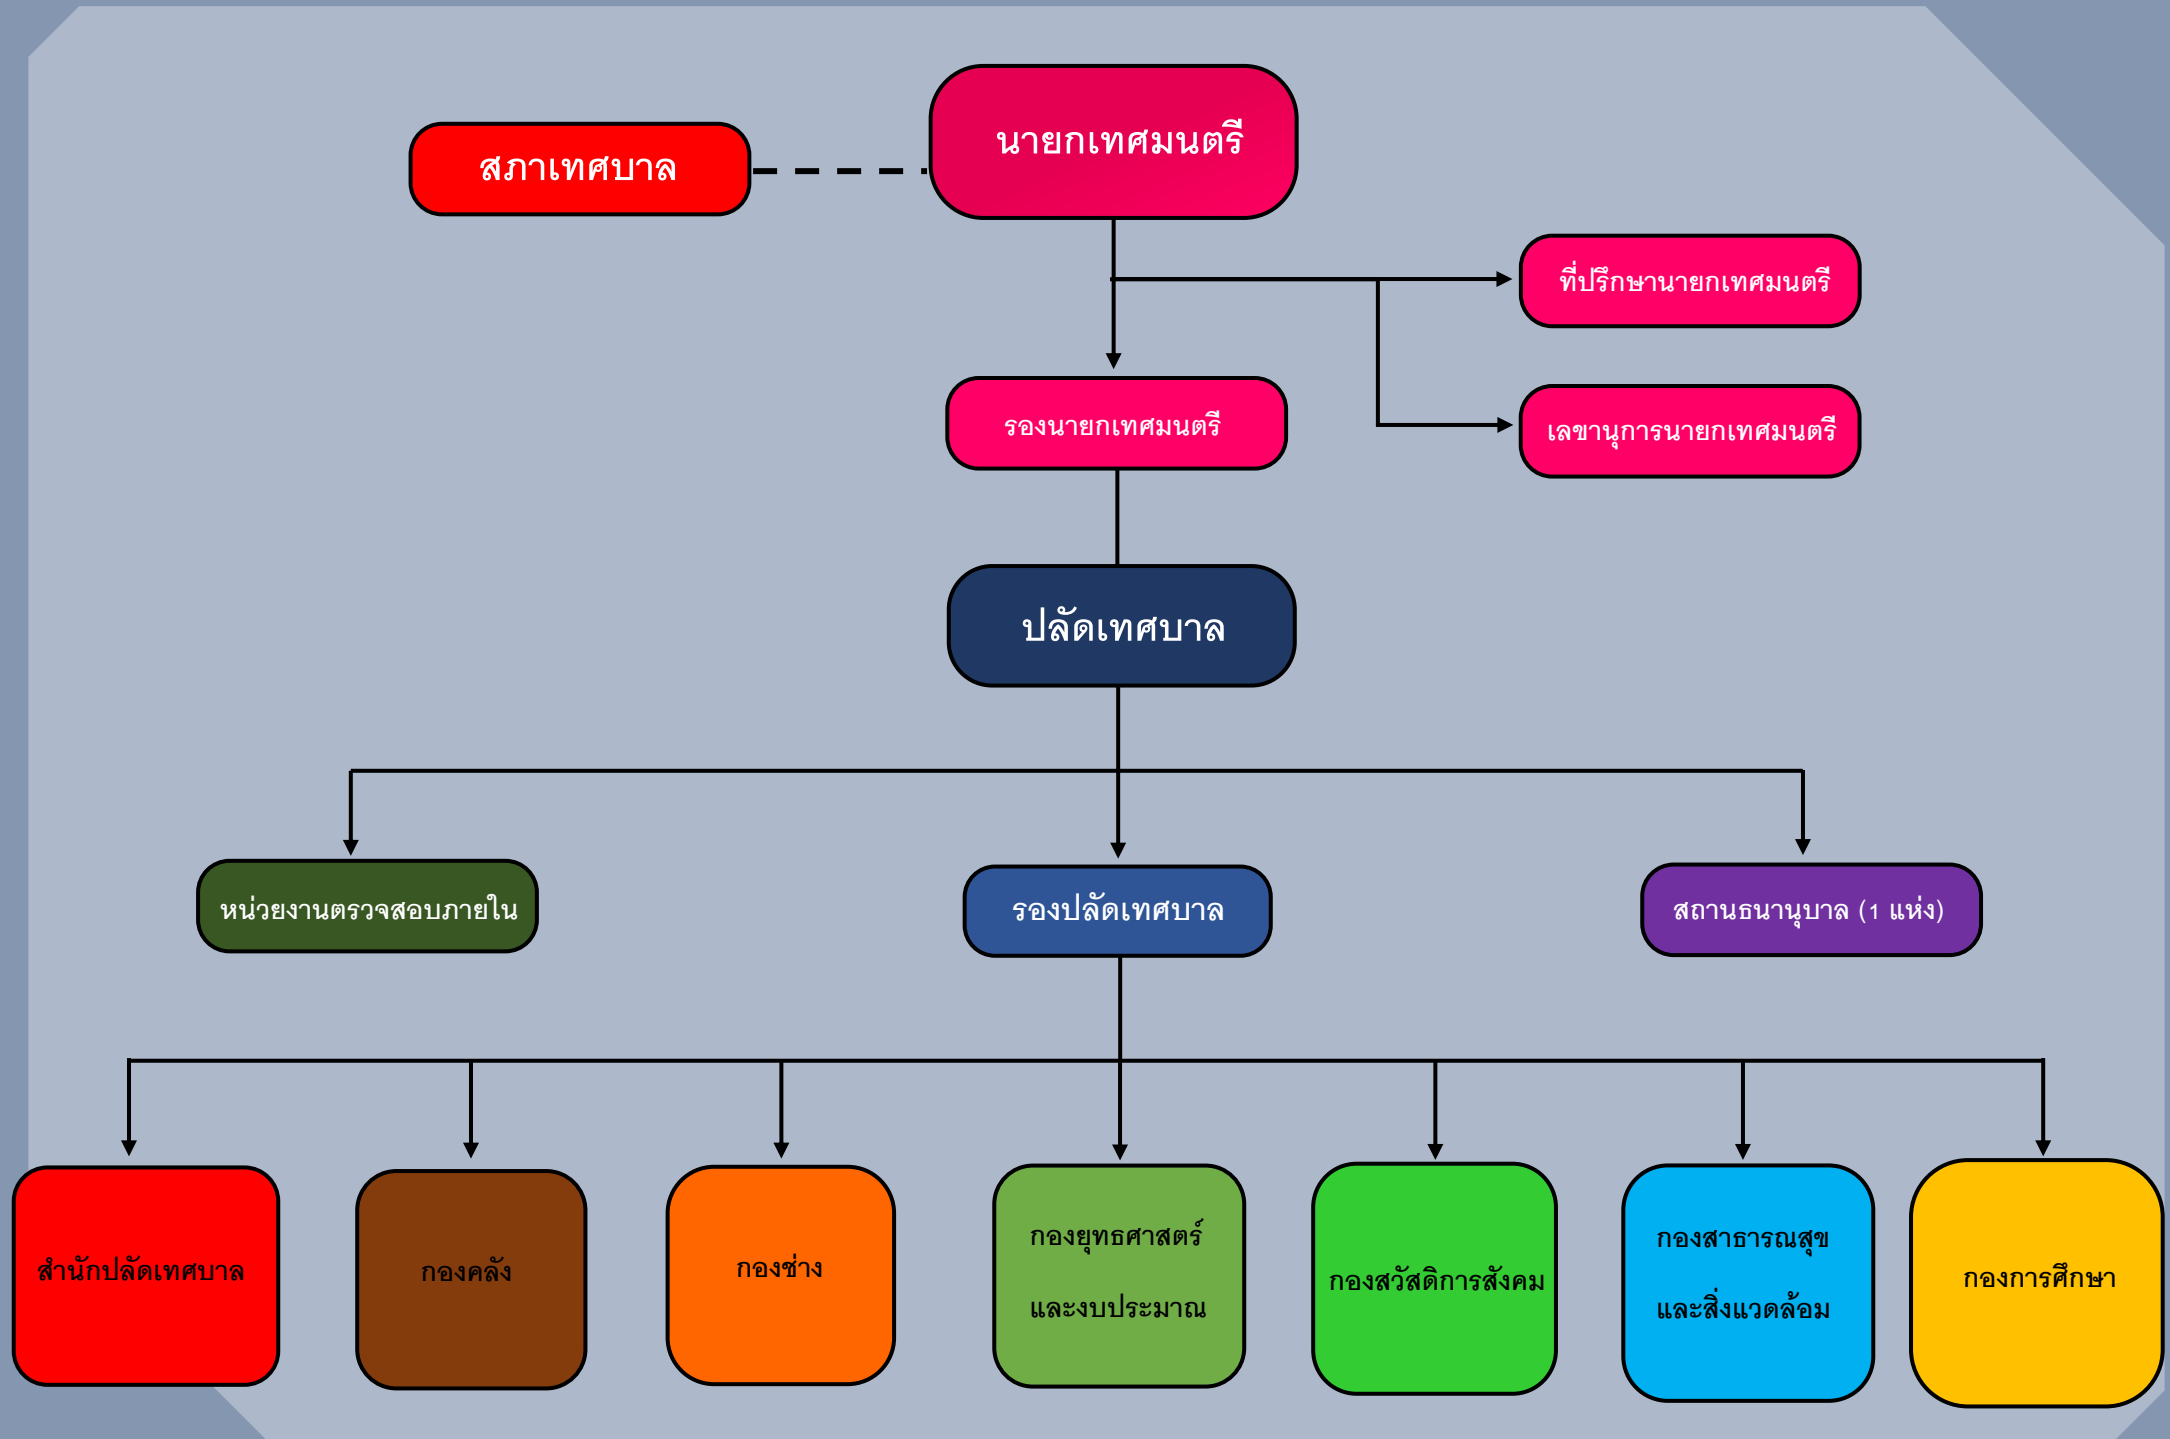 นายกเทศมนตรี
สภาเทศบาล
ที่ปรึกษานายกเทศมนตรี
รองนายกเทศมนตรี
เลขานุการนายกเทศมนตรี
ปลัดเทศบาล
หน่วยงานตรวจสอบภายใน
รองปลัดเทศบาล
สถานธนานุบาล (1 แห่ง)
สำนักปลัดเทศบาล
กองคลัง
กองช่าง
กองยุทธศาสตร์
และงบประมาณ
กองสวัสดิการสังคม
กองสาธารณสุข
และสิ่งแวดล้อม
กองการศึกษา